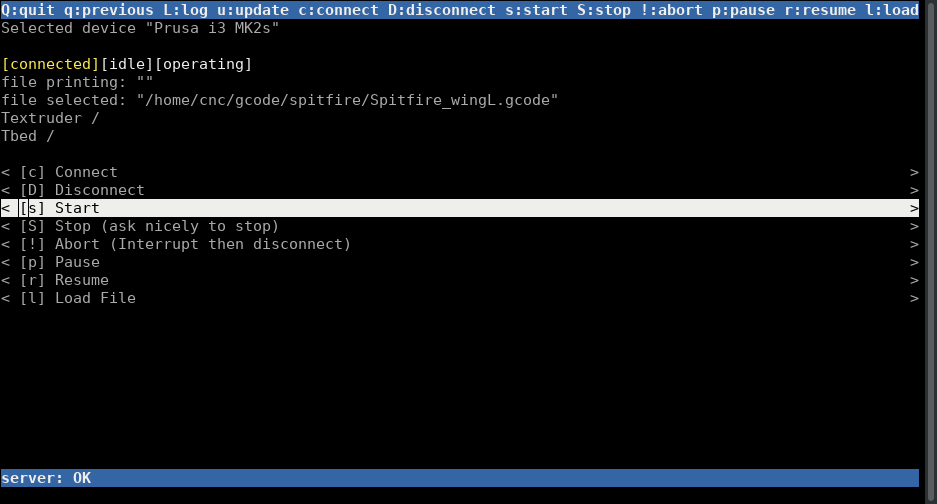 Q:quit q:previous L:log u:update c:connect D:disconnect s:start S:stop !:abort p:pause r:resume l:load
Selected device "Prusa i3 MK2s"
[connected][idle][operating]
file printing: ""
file selected: "/home/cnc/gcode/spitfire/Spitfire_wingL.gcode"
Textruder /
Tbed /
< [c] Connect >
< [D] Disconnect >
< [s] Start >
< [S] Stop (ask nicely to stop) >
< [!] Abort (Interrupt then disconnect) >
< [p] Pause >
< [r] Resume >
< [l] Load File >
server: OK